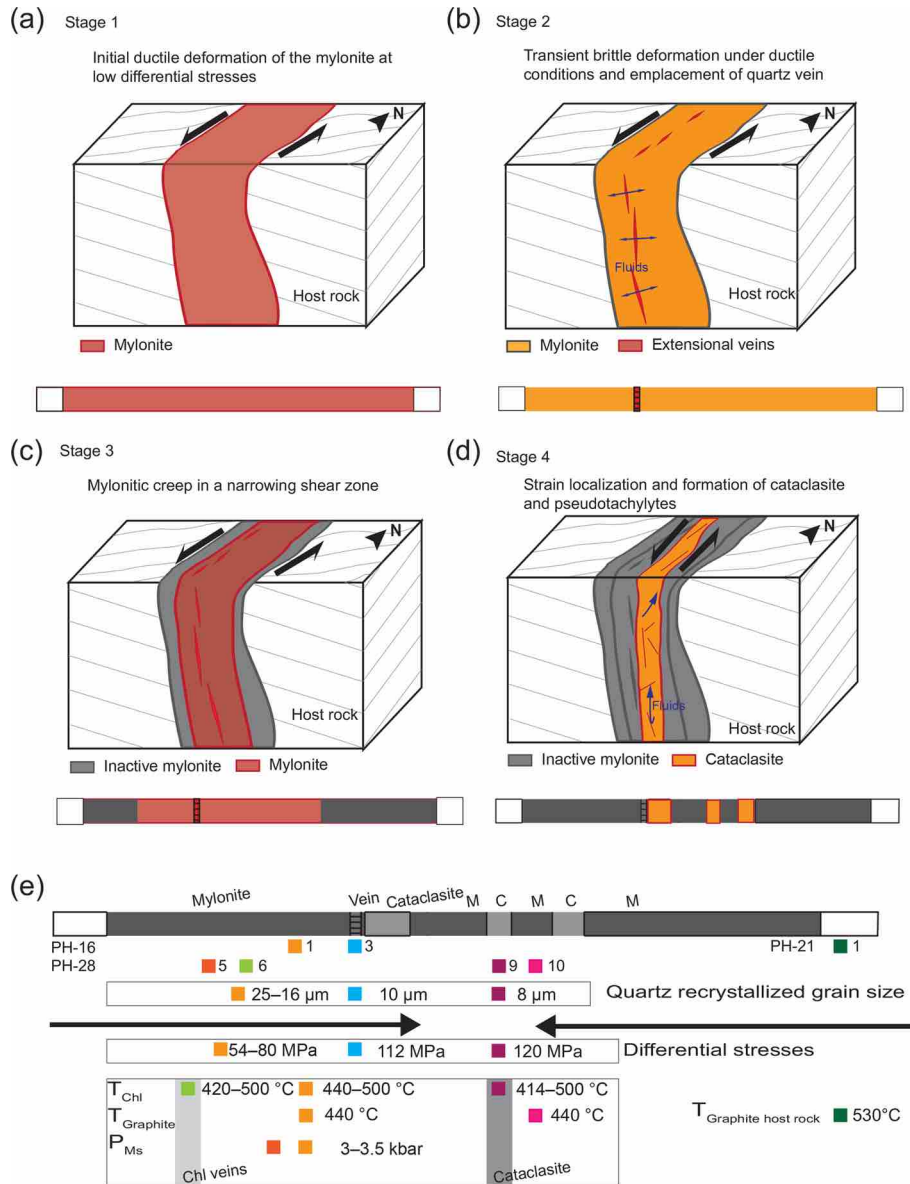 (a) Stage 1
Initial ductile deformation of the mylonite at
low differential stresses
N
Host rock
Mylonite
(b) Stage 2
Transient brittle deformation under ductile
conditions and emplacement of quartz vein
N
Fluids
Host rock
Mylonite Extensional veins
(c) Stage 3
Mylonitic creep in a narrowing shear zone
N
Host rock
Inactive mylonite Mylonite
(d) Stage 4
Strain localization and formation of cataclasite
and pseudotachylytes
N
Fluids
Host rock
Inactive mylonite Cataclasite
(e)
Mylonite Vein Cataclasite M C M C M
PH-16 1 3 PH-21 1
PH-28 5 6 9 10
25–16 µm 10 µm 8 µm Quartz recrystallized grain size
54–80 MPa 112 MPa 120 MPa Differential stresses
T Chl 420–500 °C 440–500 °C 414–500 °C
T Graphite 440 °C 440 °C T Graphite host rock 530°C
P Ms 3–3.5 kbar
Chl veins Cataclasite